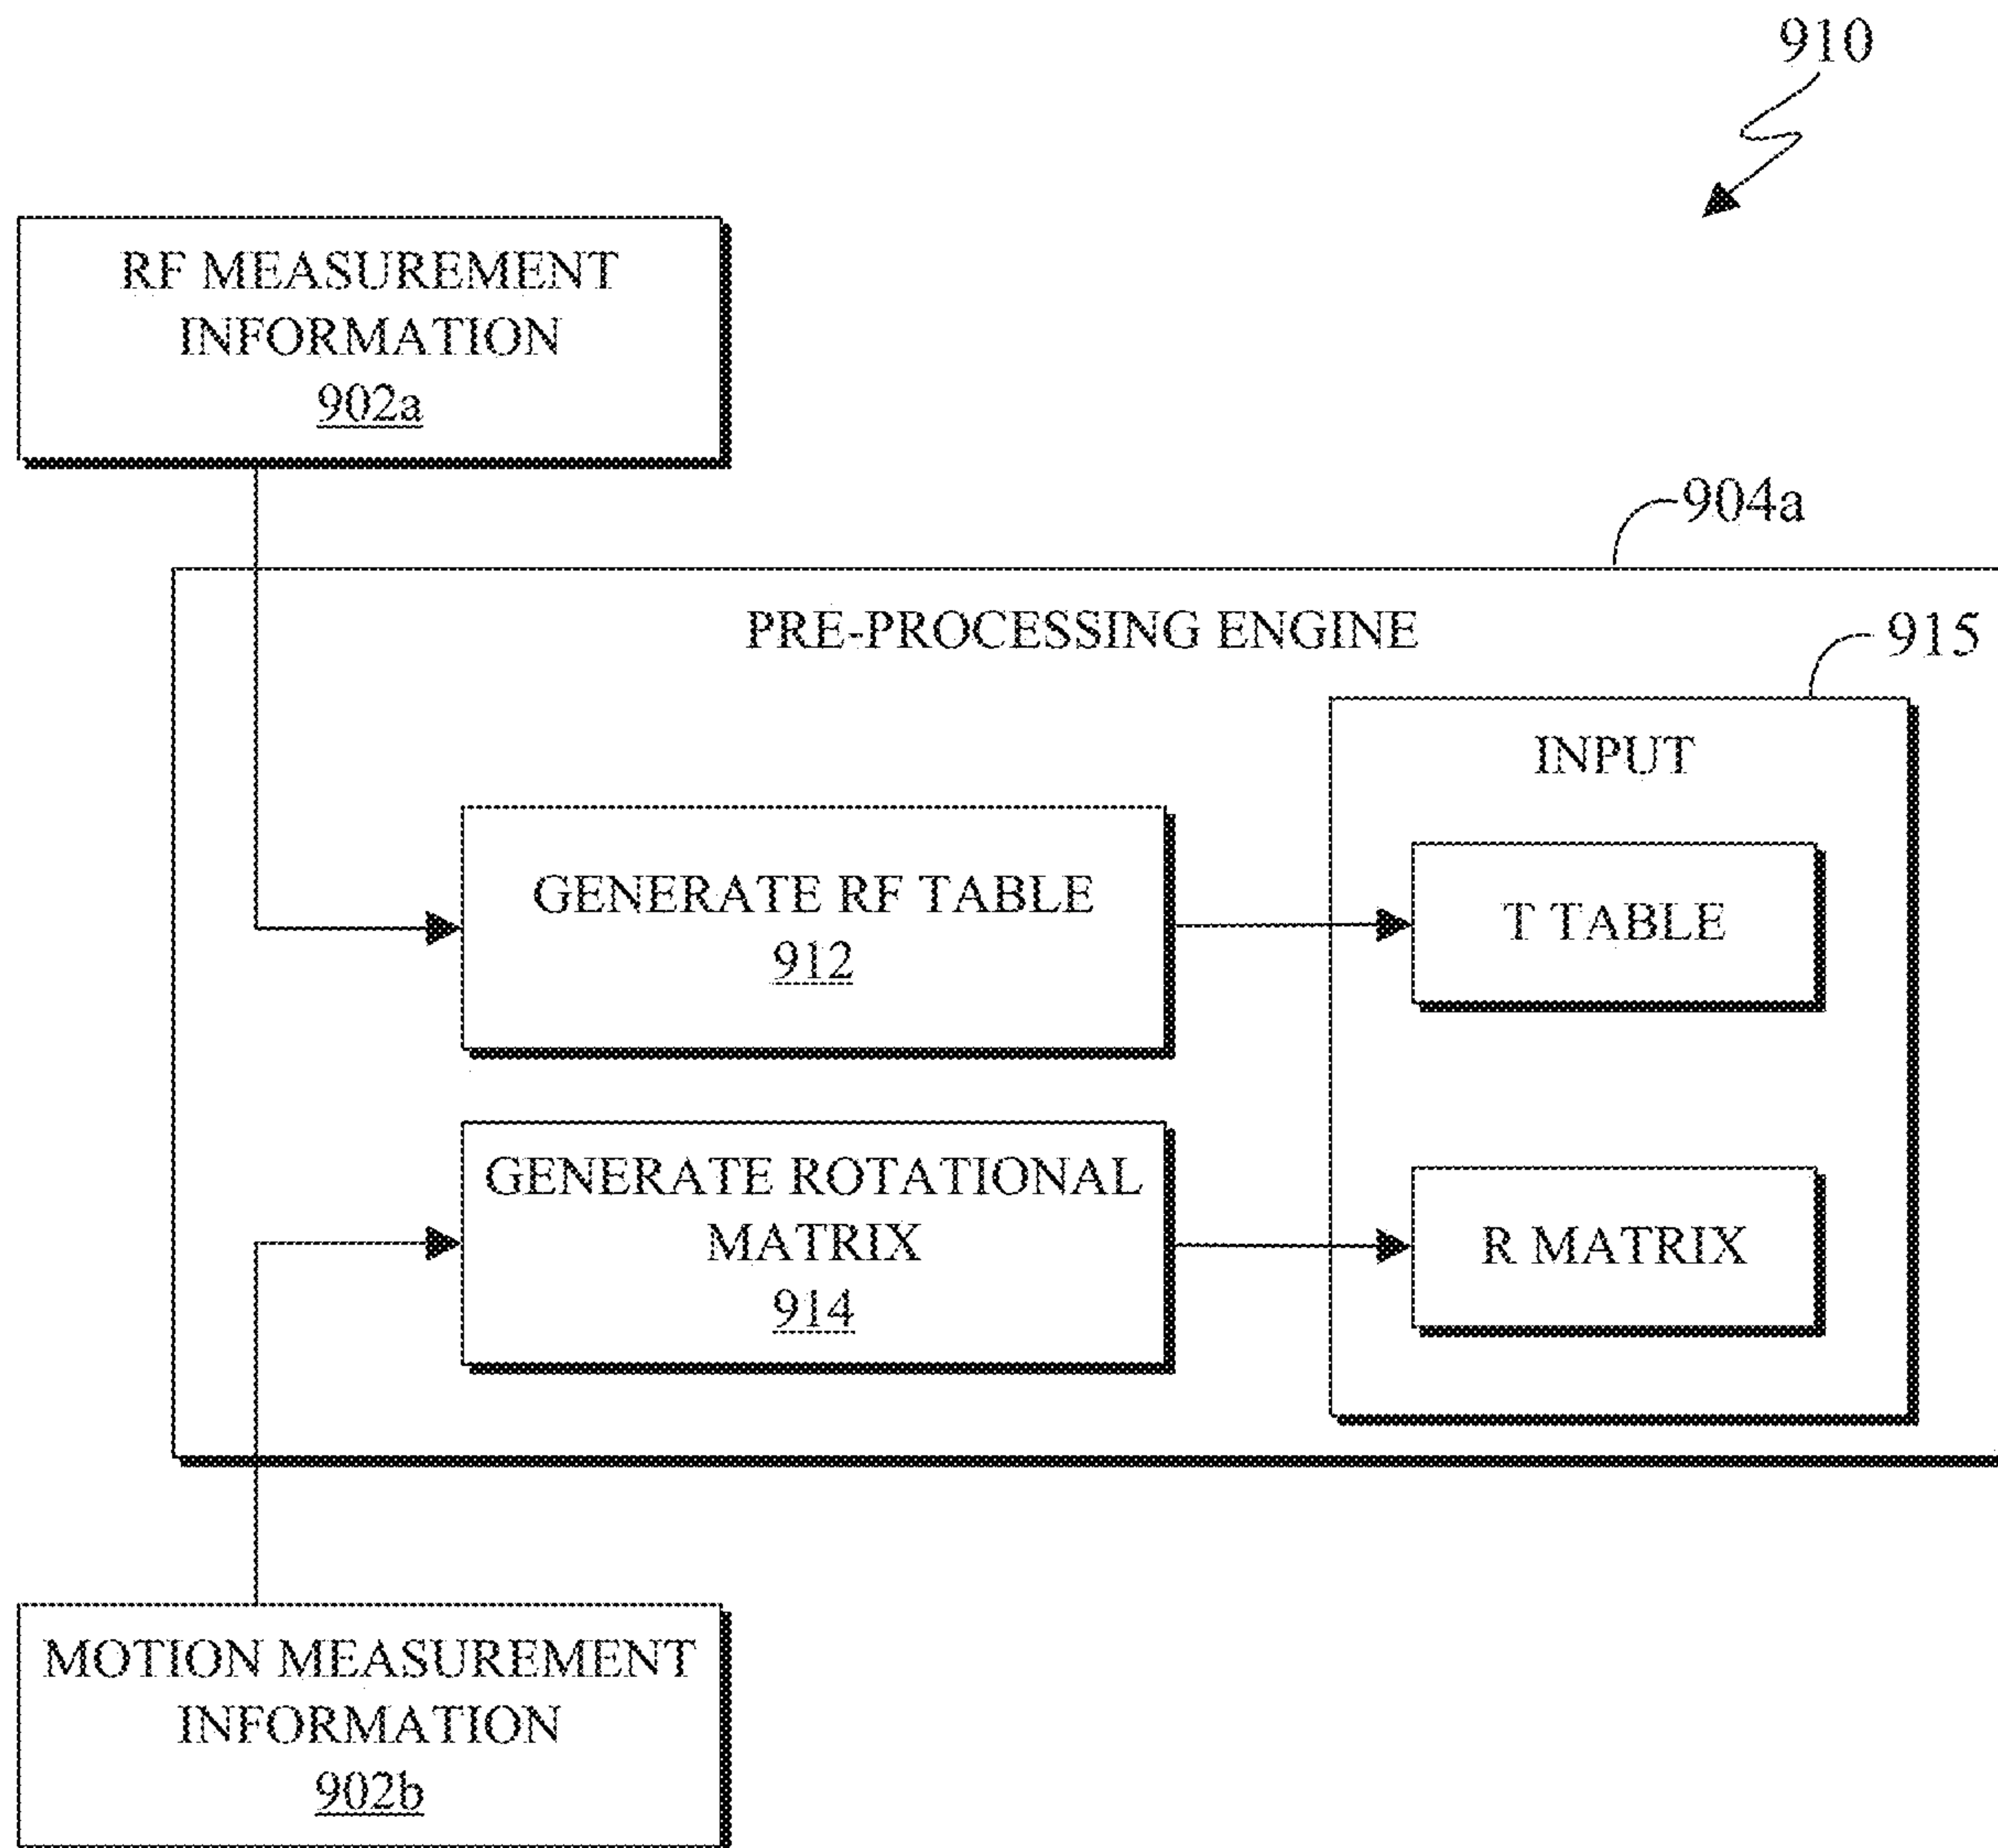 910
RF MEASUREMENT
INFORMATION
902a
904a
PRE-PROCESSING ENGINE
915
INPUT
GENERATE RF TABLE
912
T TABLE
GENERATE ROTATIONAL
MATRIX
914
R MATRIX
MOTION MEASUREMENT
INFORMATION
902b